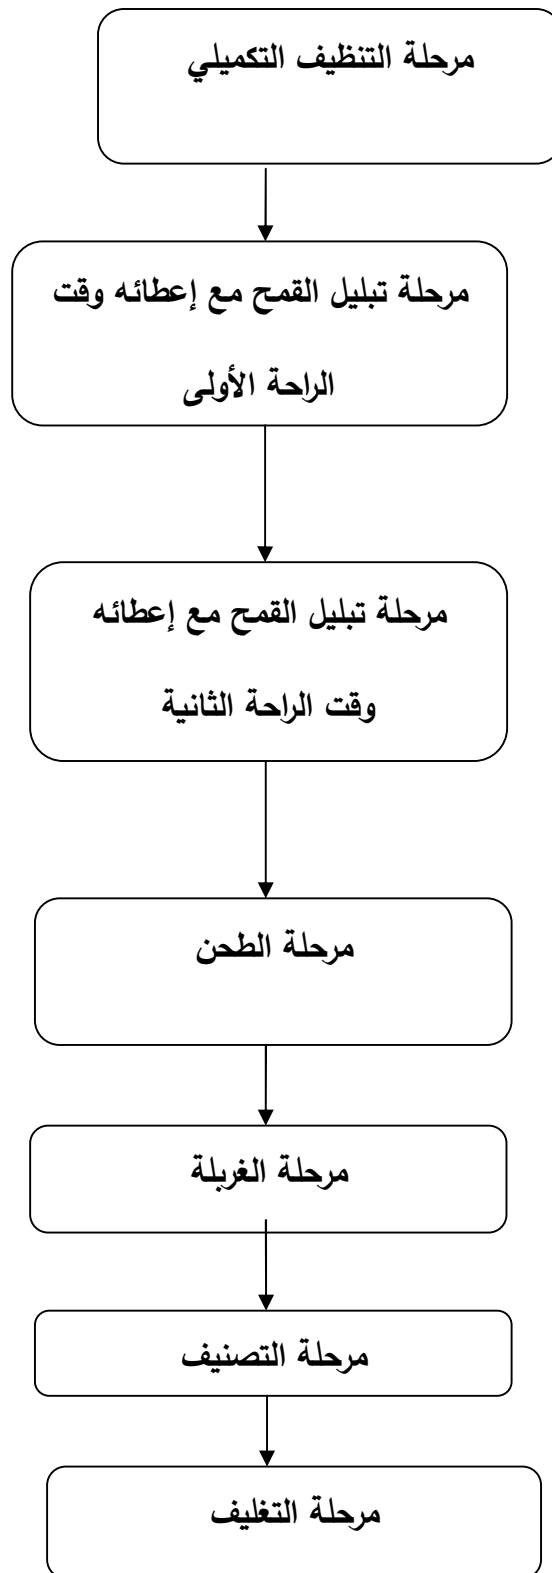 مرحلة التنظيف التكميلي
مرحلة تبليل القمح مع إعطائه وقت
الراحة الأولى
مرحلة تبليل القمح مع إعطائه
وقت الراحة الثانية
مرحلة الطحن
مرحلة الغربلة
مرحلة التصنيف
مرحلة التغليف